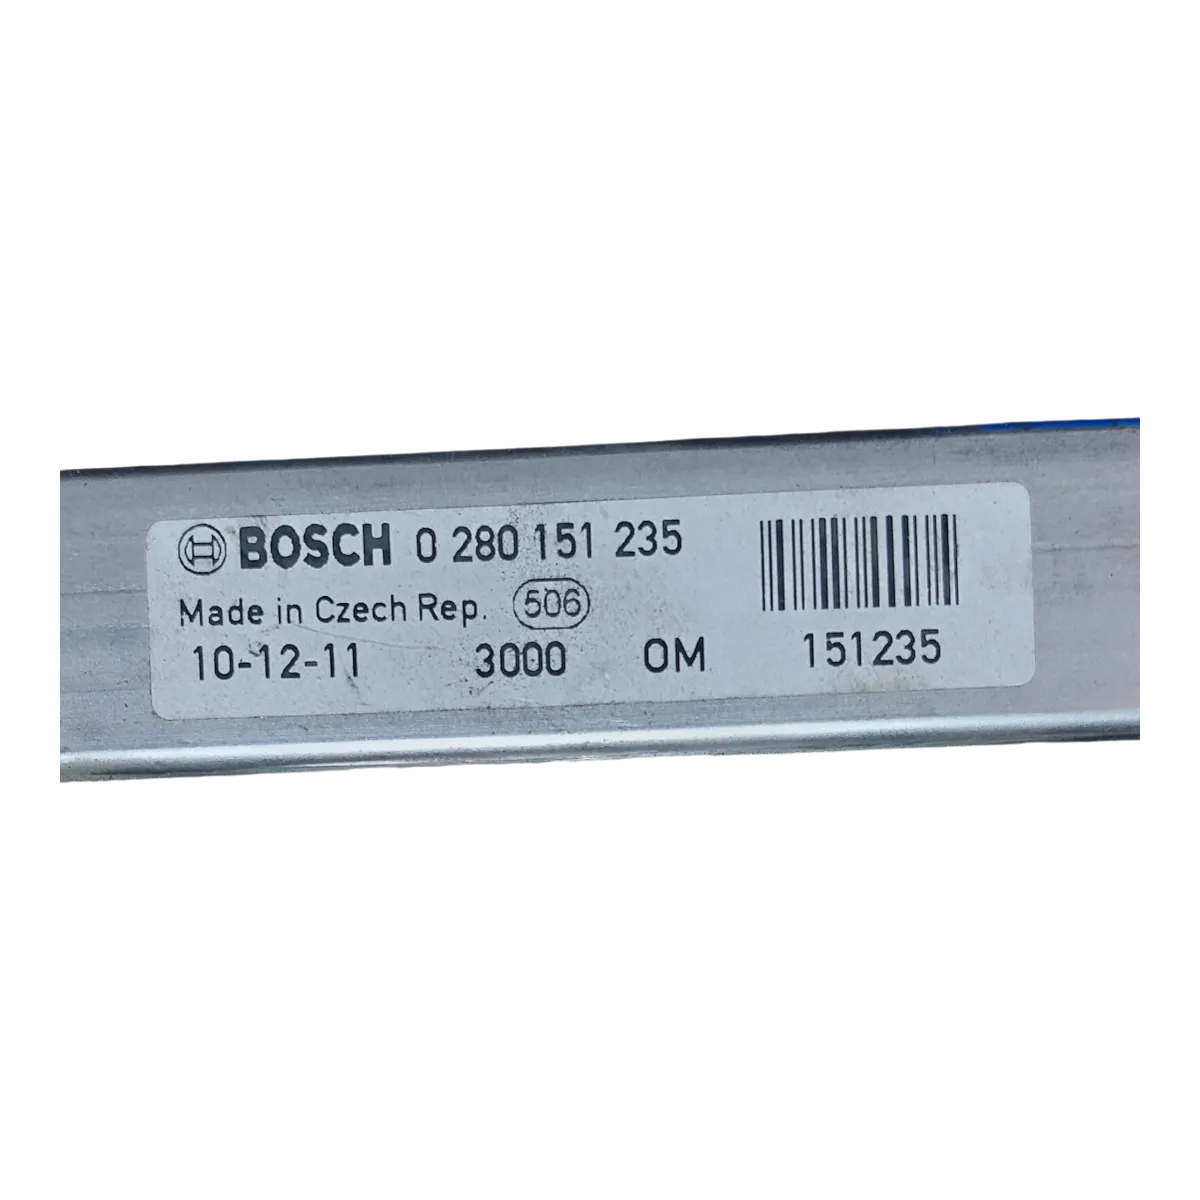 BOSCH 0 280 151 235
Made in Czech Rep. 506
10-12-11 3000 OM 151235